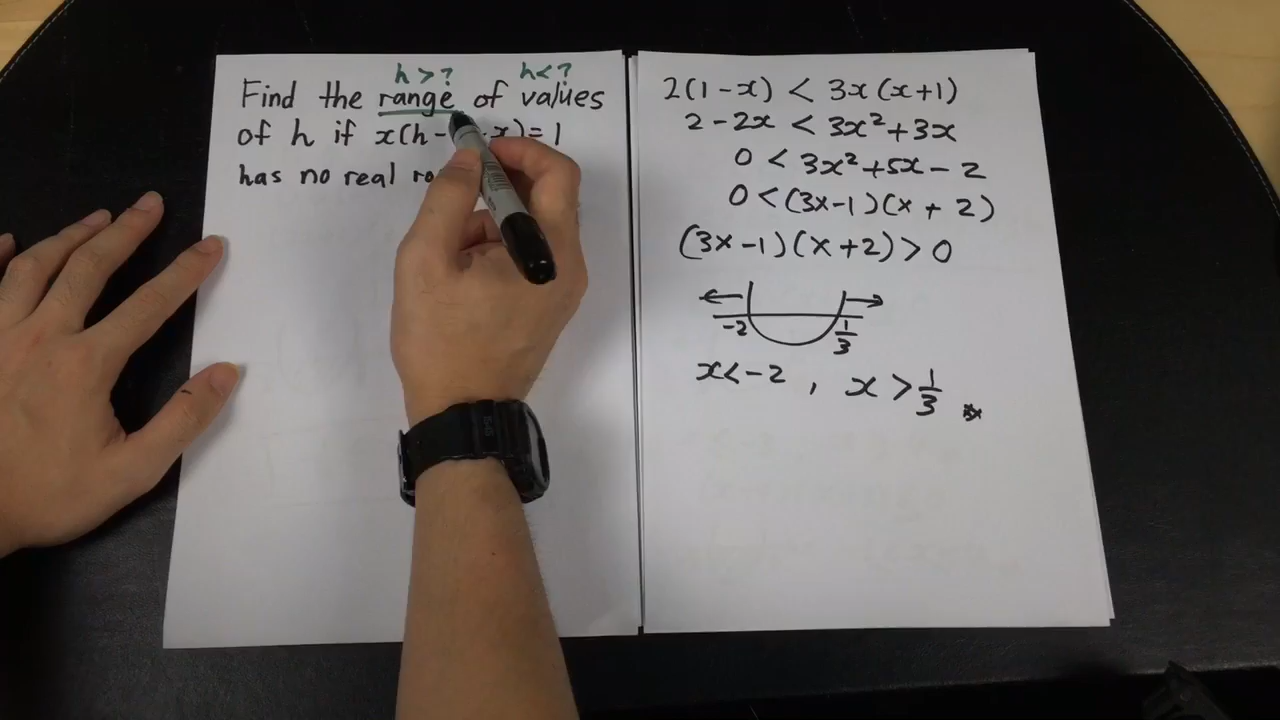 h > ? h < ?
Find the range of values
of h if x(h- -x)=1
has no real
2(1-x) < 3x(x+1)
2-2x < 3x²+3x
0 < 3x²+5x-2
0<(3x-1)(x+2)
(3x-1)(x+2)>0
-2 1/3
x<-2 , x>1/3